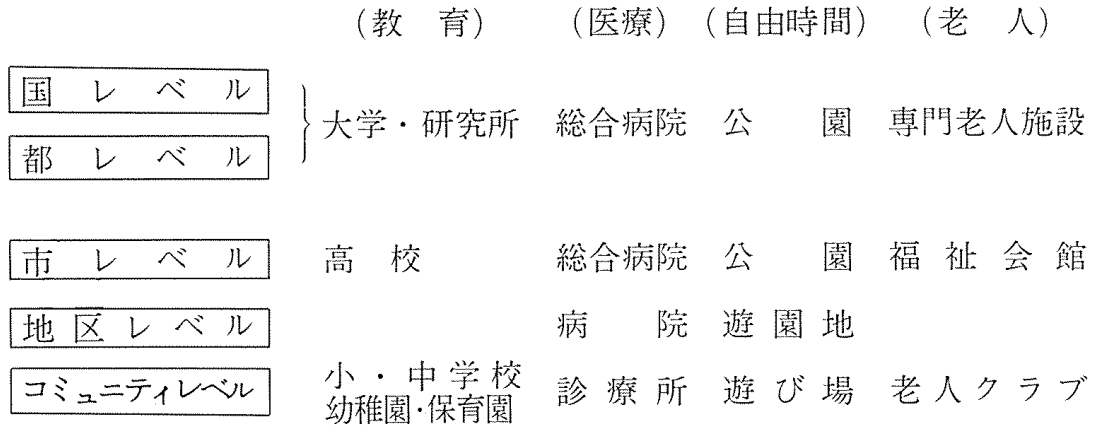 （教　育）　（医療）　（自由時間）　（老　人）
国レベル
都レベル
大学・研究所　総合病院　公　園　専門老人施設
市レベル　高　校　総合病院　公　園　福祉会館
地区レベル　病　院　遊園地
コミュニティレベル　小・中学校　診療所　遊び場　老人クラブ
幼稚園・保育園